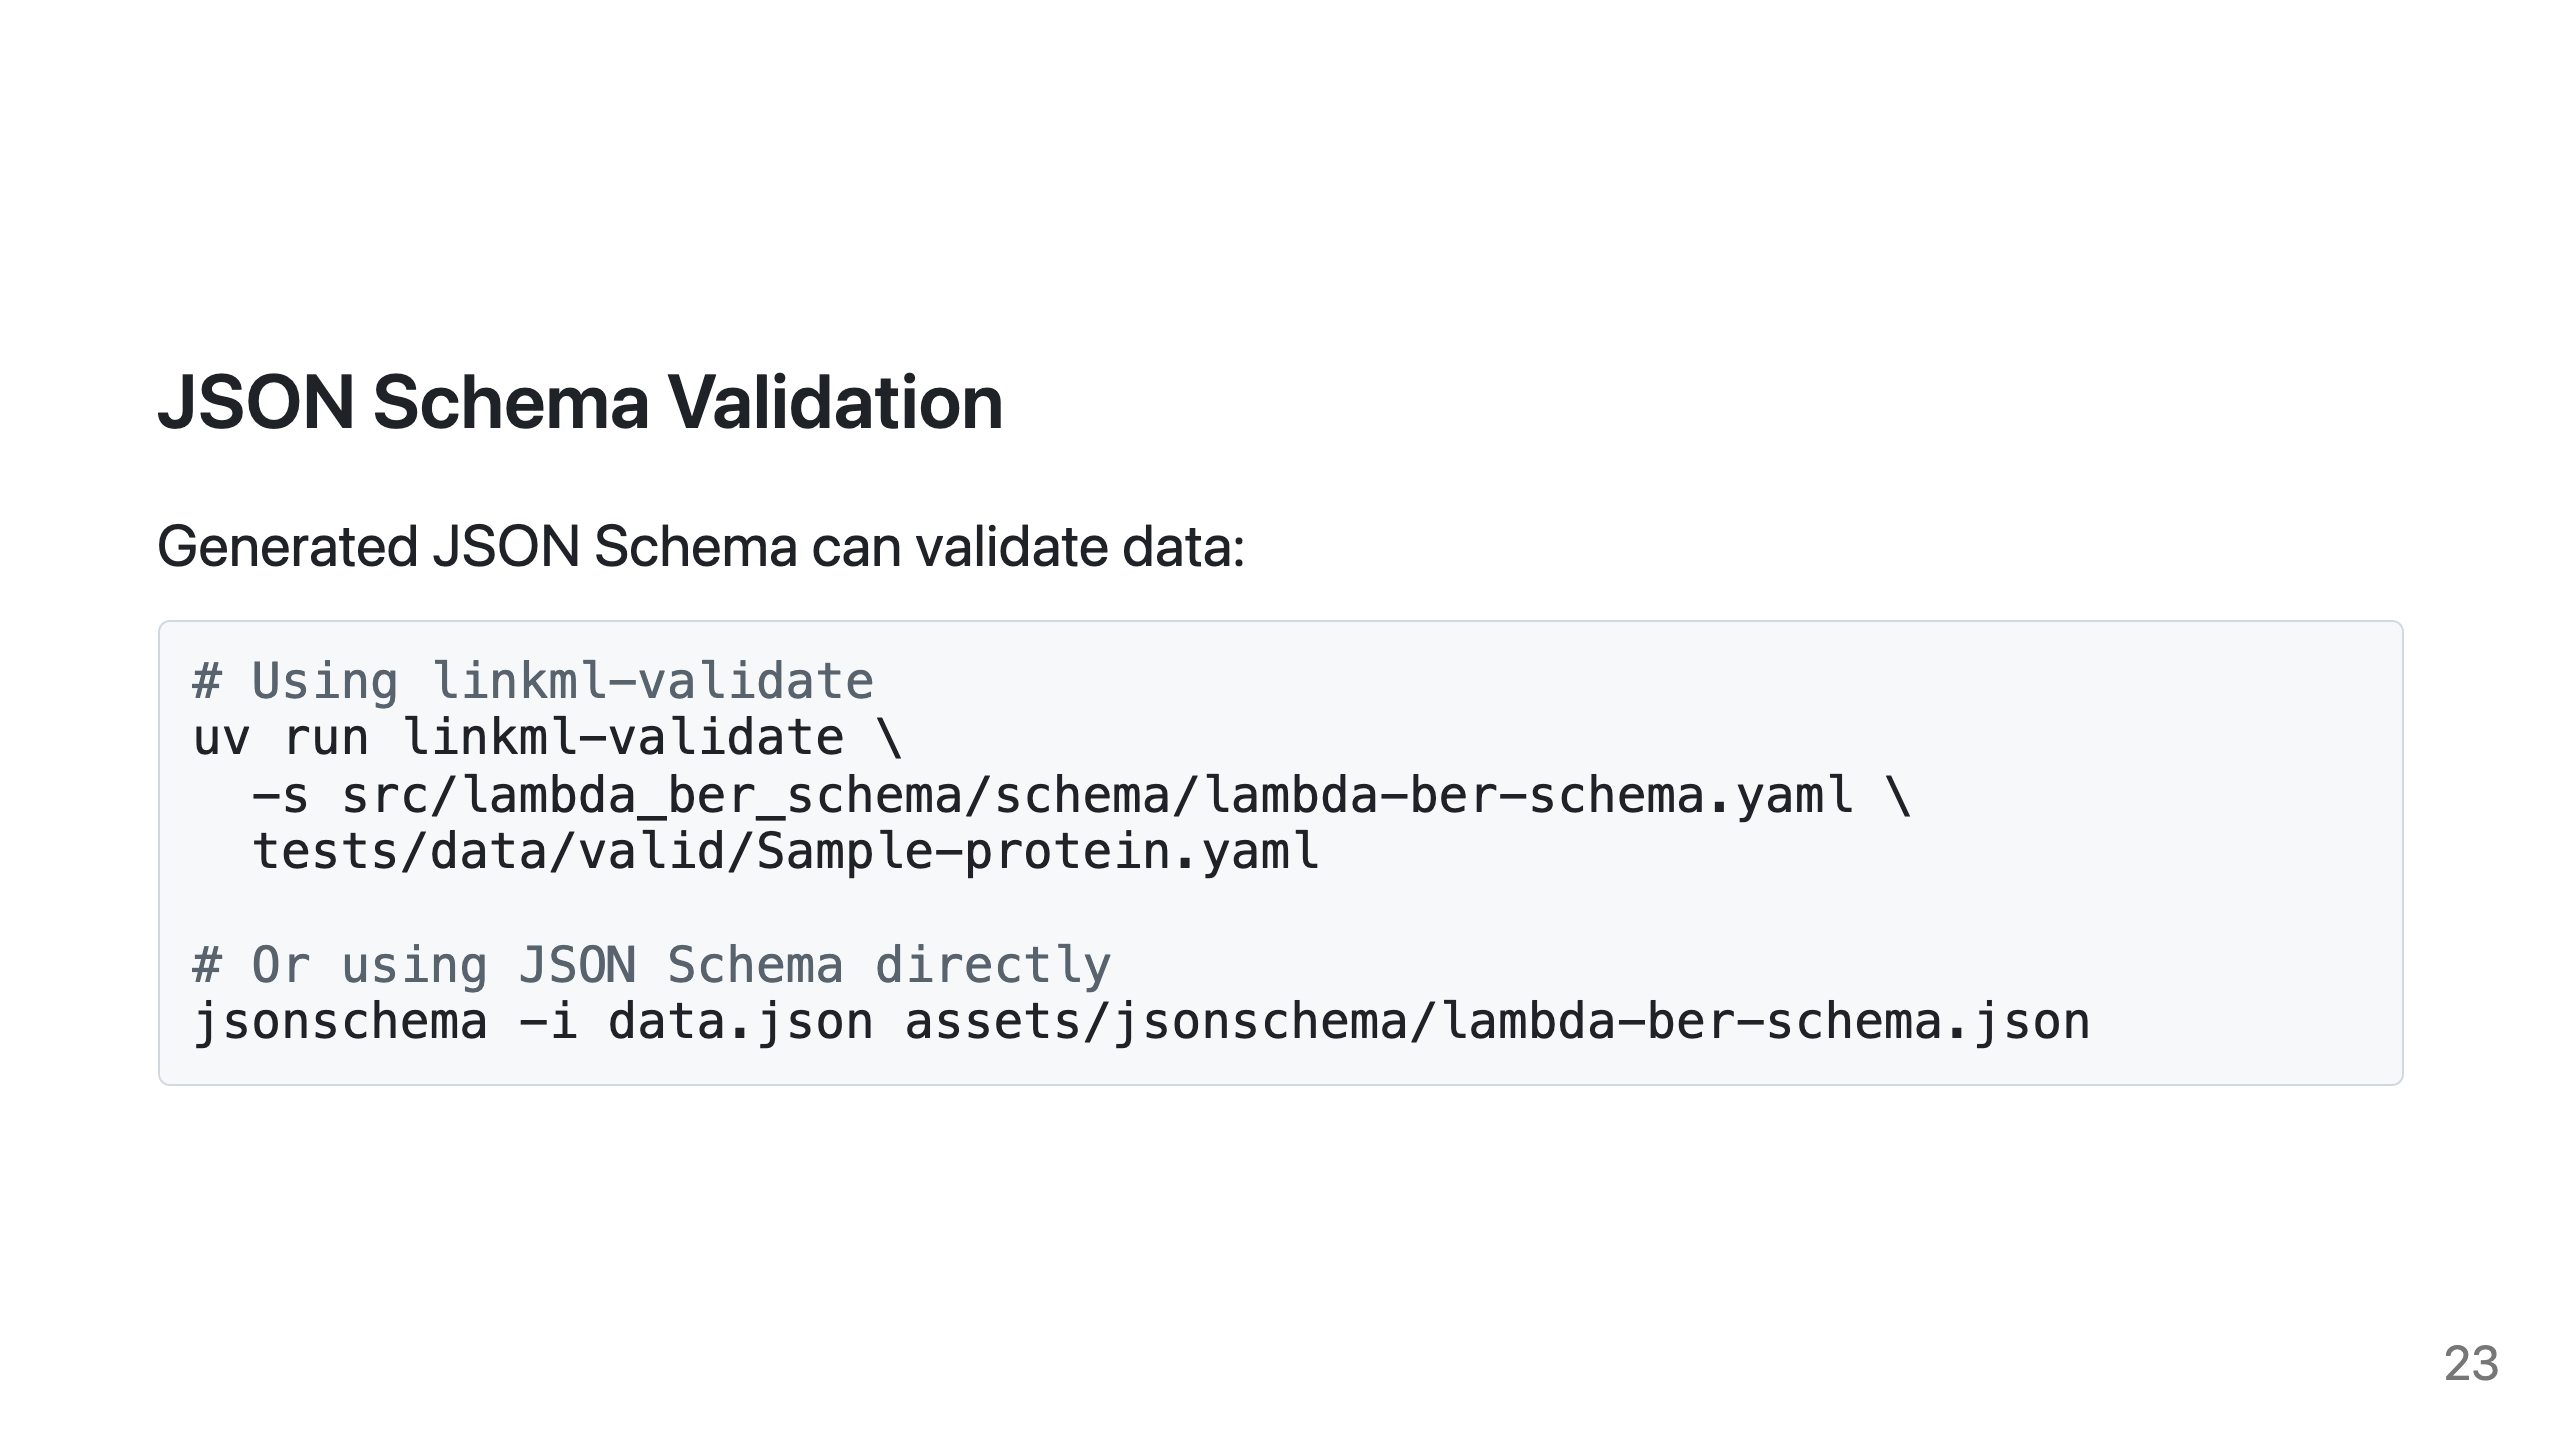 JSON Schema Validation
Generated JSON Schema can validate data:
# Using linkml-validate
uv run linkml-validate \
  -s src/lambda_ber_schema/schema/lambda-ber-schema.yaml \
  tests/data/valid/Sample-protein.yaml
# Or using JSON Schema directly
jsonschema -i data.json assets/jsonschema/lambda-ber-schema.json
23